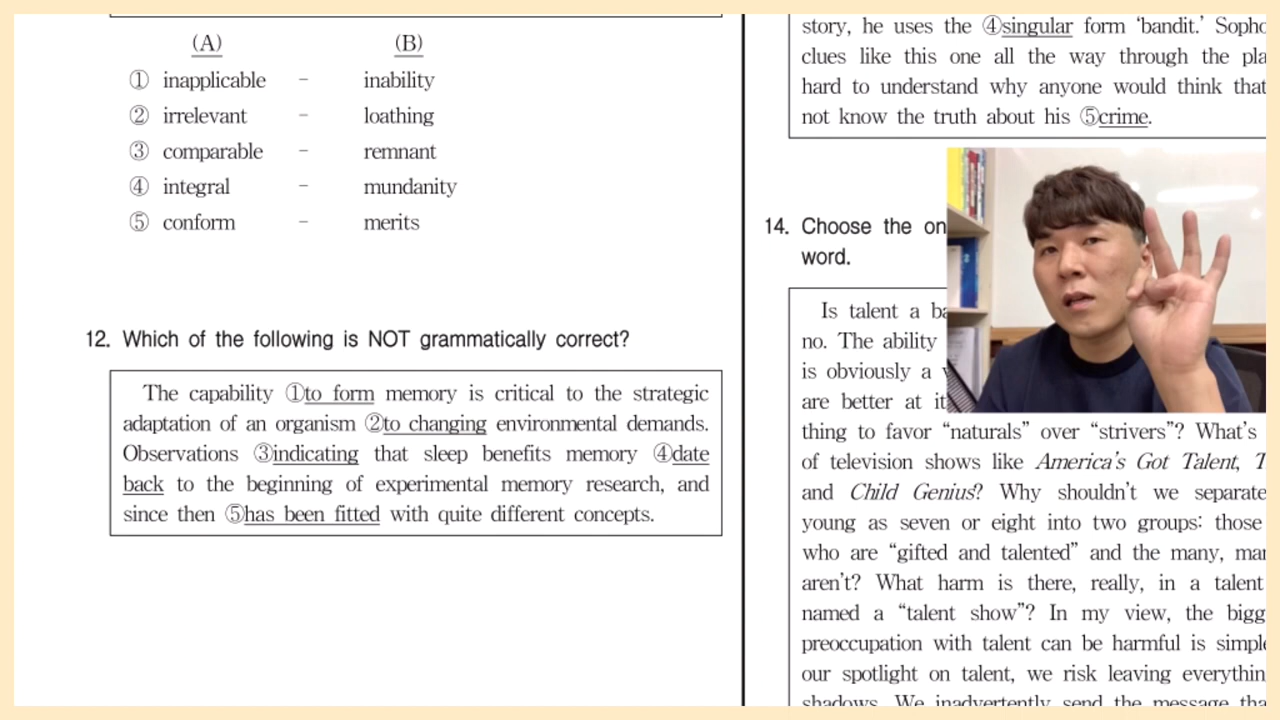 (A) (B)
① inapplicable – inability
② irrelevant – loathing
③ comparable – remnant
④ integral – mundanity
⑤ conform – merits
12. Which of the following is NOT grammatically correct?
The capability ①to form memory is critical to the strategic
adaptation of an organism ②to changing environmental demands.
Observations ③indicating that sleep benefits memory ④date
back to the beginning of experimental memory research, and
since then ⑤has been fitted with quite different concepts.
story, he uses the ④singular form ‘bandit.’
clues like this one all the way through the
hard to understand why anyone would think that
not know the truth about his ⑤crime.
14. Choose the
word.
Is talent a
no. The ability
is obviously a
are better at
thing to favor “naturals” over “strivers”? What’s
of television shows like America’s Got Talent,
and Child Genius? Why shouldn’t we separate
young as seven or eight into two groups: those
who are “gifted and talented” and the many,
aren’t? What harm is there, really, in a talent
named a “talent show”? In my view, the
preoccupation with talent can be harmful is
our spotlight on talent, we risk leaving
shadows. We inadvertently send the message